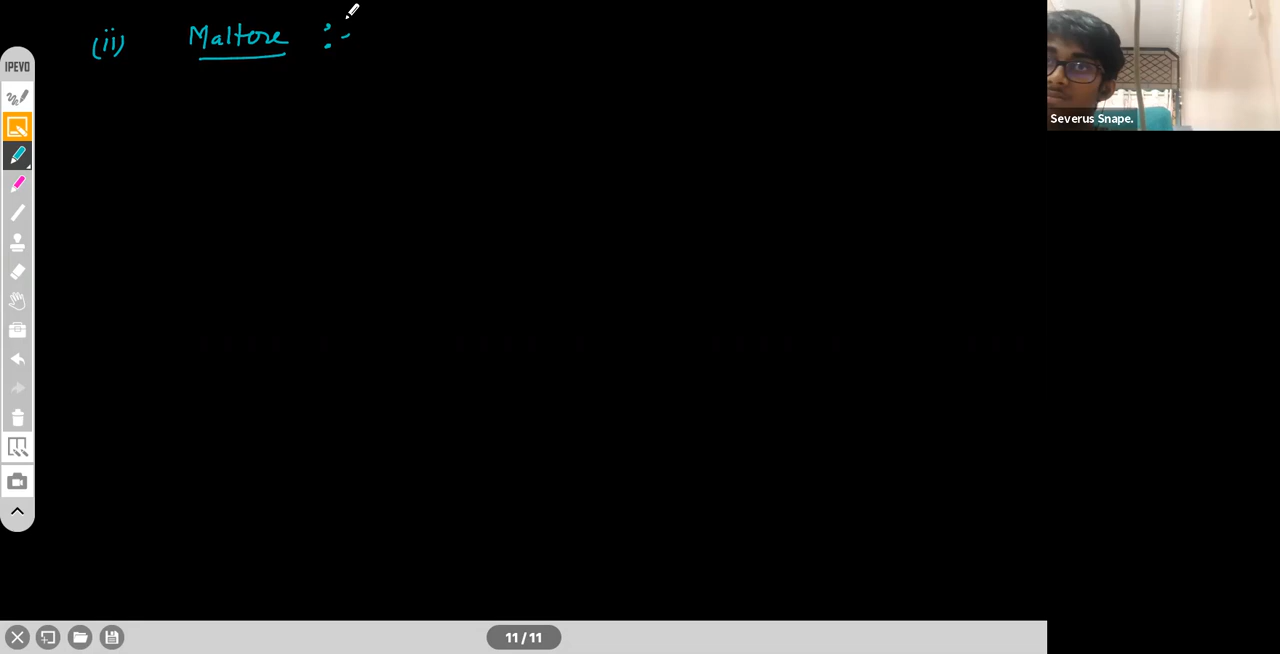 (ii) Maltose :-
IPEVO
Severus Snape.
11 / 11